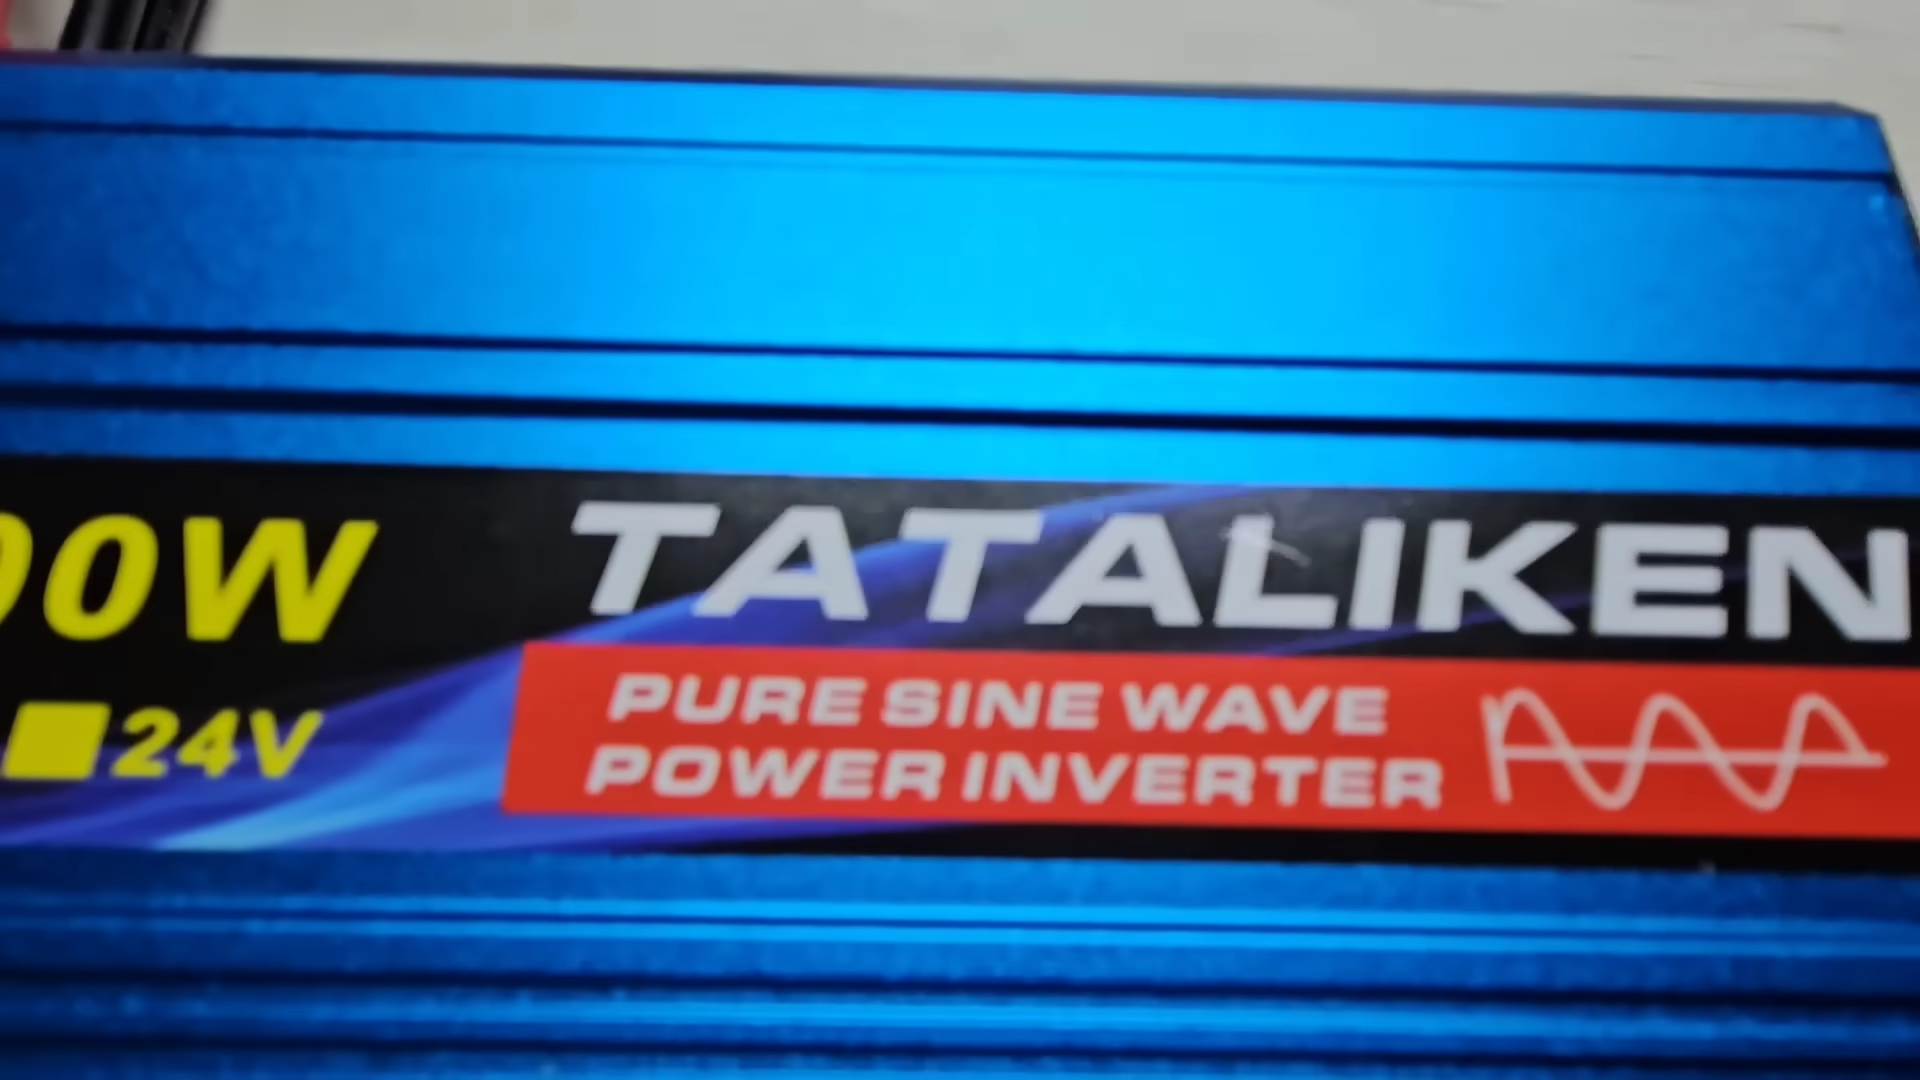 00W
TATALIKEN
24V
PURE SINE WAVE
POWER INVERTER